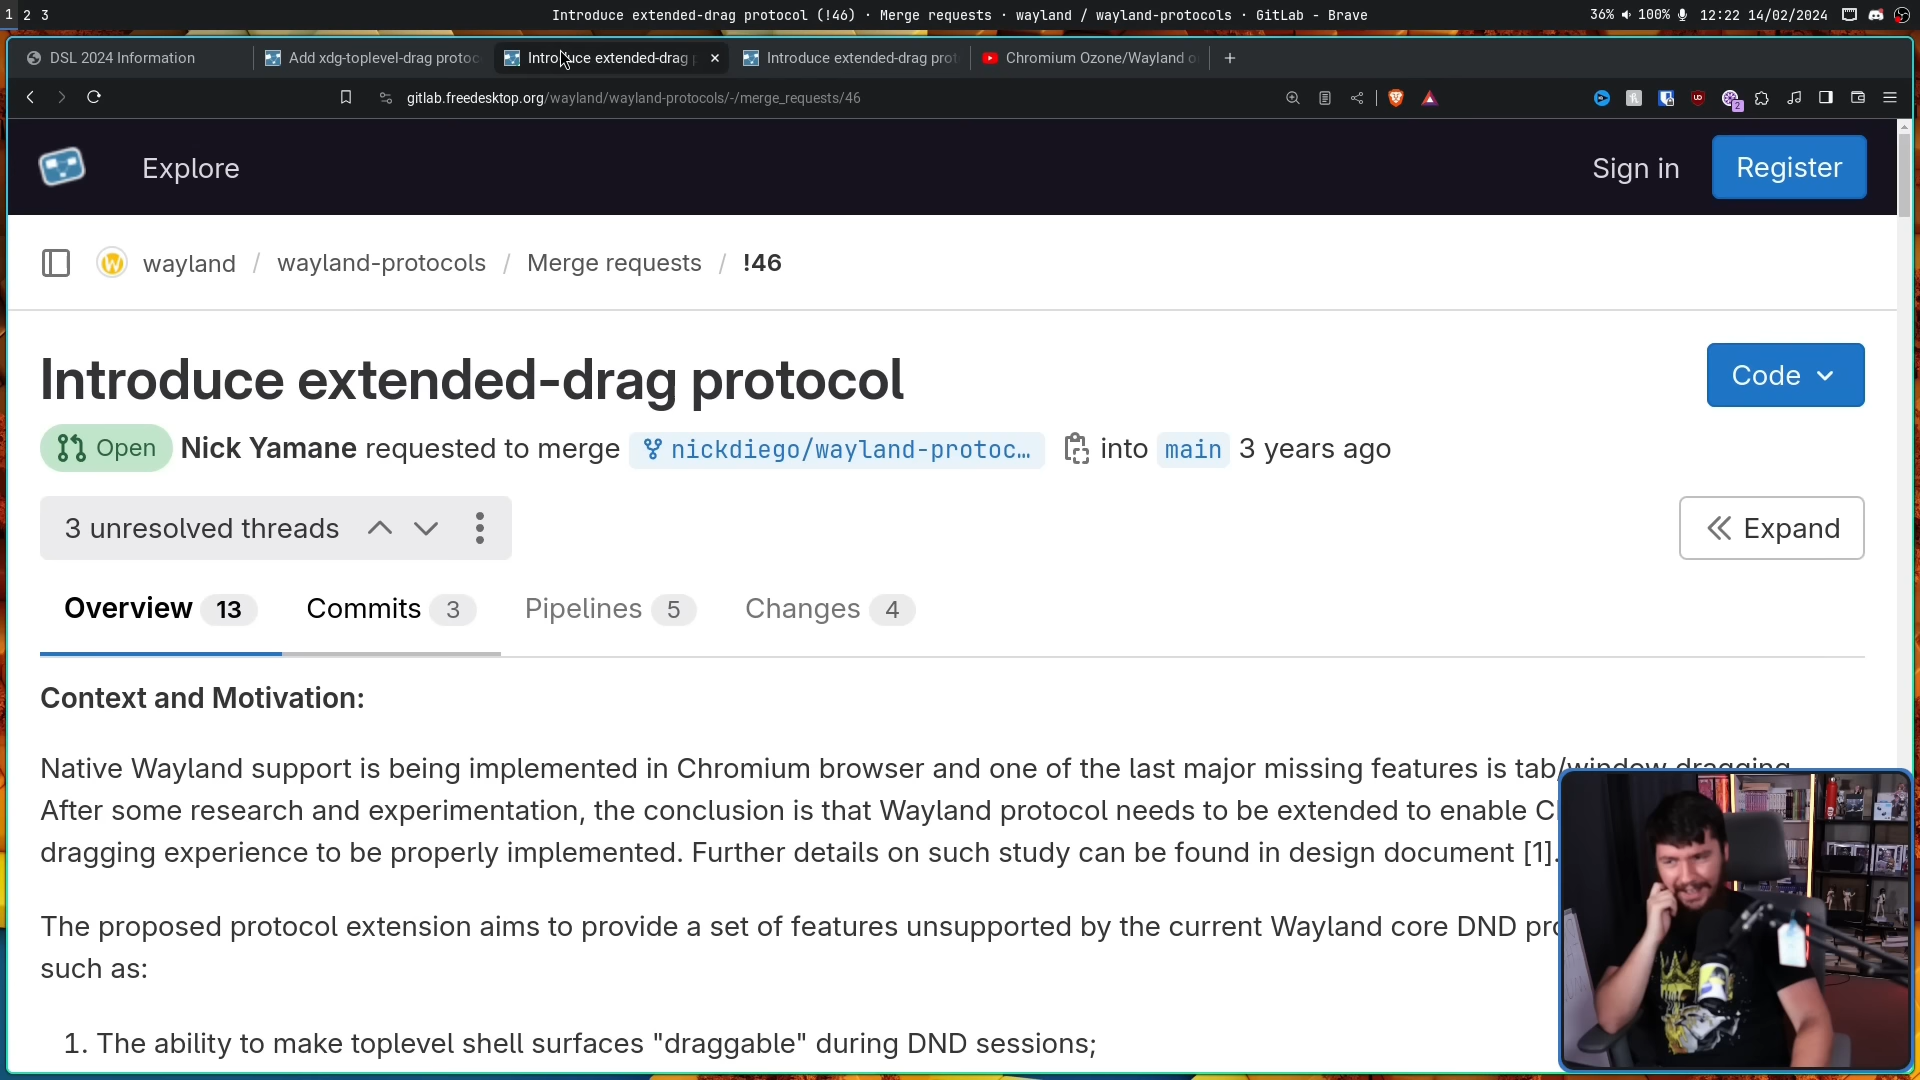 1 2 3
Introduce extended-drag protocol (!46) · Merge requests · wayland / wayland-protocols · GitLab - Brave
36% 100% 12:22 14/02/2024
DSL 2024 Information
Add xdg-toplevel-drag protoc
Introduce extended-drag
Introduce extended-drag prot
Chromium Ozone/Wayland o
gitlab.freedesktop.org/wayland/wayland-protocols/-/merge_requests/46
2
Explore
Sign in
Register
wayland / wayland-protocols / Merge requests / !46
Introduce extended-drag protocol
Code
Open Nick Yamane requested to merge nickdiego/wayland-protoc… into main 3 years ago
3 unresolved threads
Expand
Overview 13
Commits 3
Pipelines 5
Changes 4
Context and Motivation:
Native Wayland support is being implemented in Chromium browser and one of the last major missing features is tab/window dragging.
After some research and experimentation, the conclusion is that Wayland protocol needs to be extended to enable
dragging experience to be properly implemented. Further details on such study can be found in design document [1].
The proposed protocol extension aims to provide a set of features unsupported by the current Wayland core DND
such as:
1. The ability to make toplevel shell surfaces "draggable" during DND sessions;